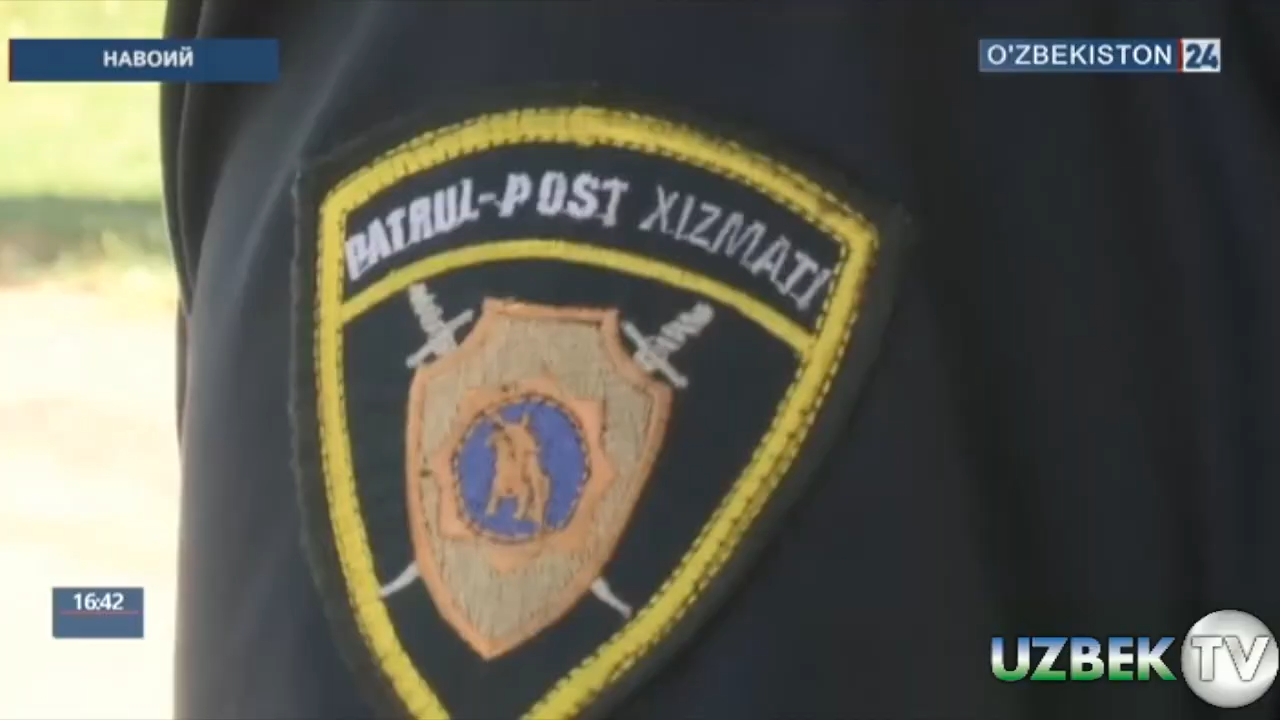 НАВОИЙ
O'ZBEKISTON 24
PATRUL-POST XIZMATI
16:42
UZBEK TV